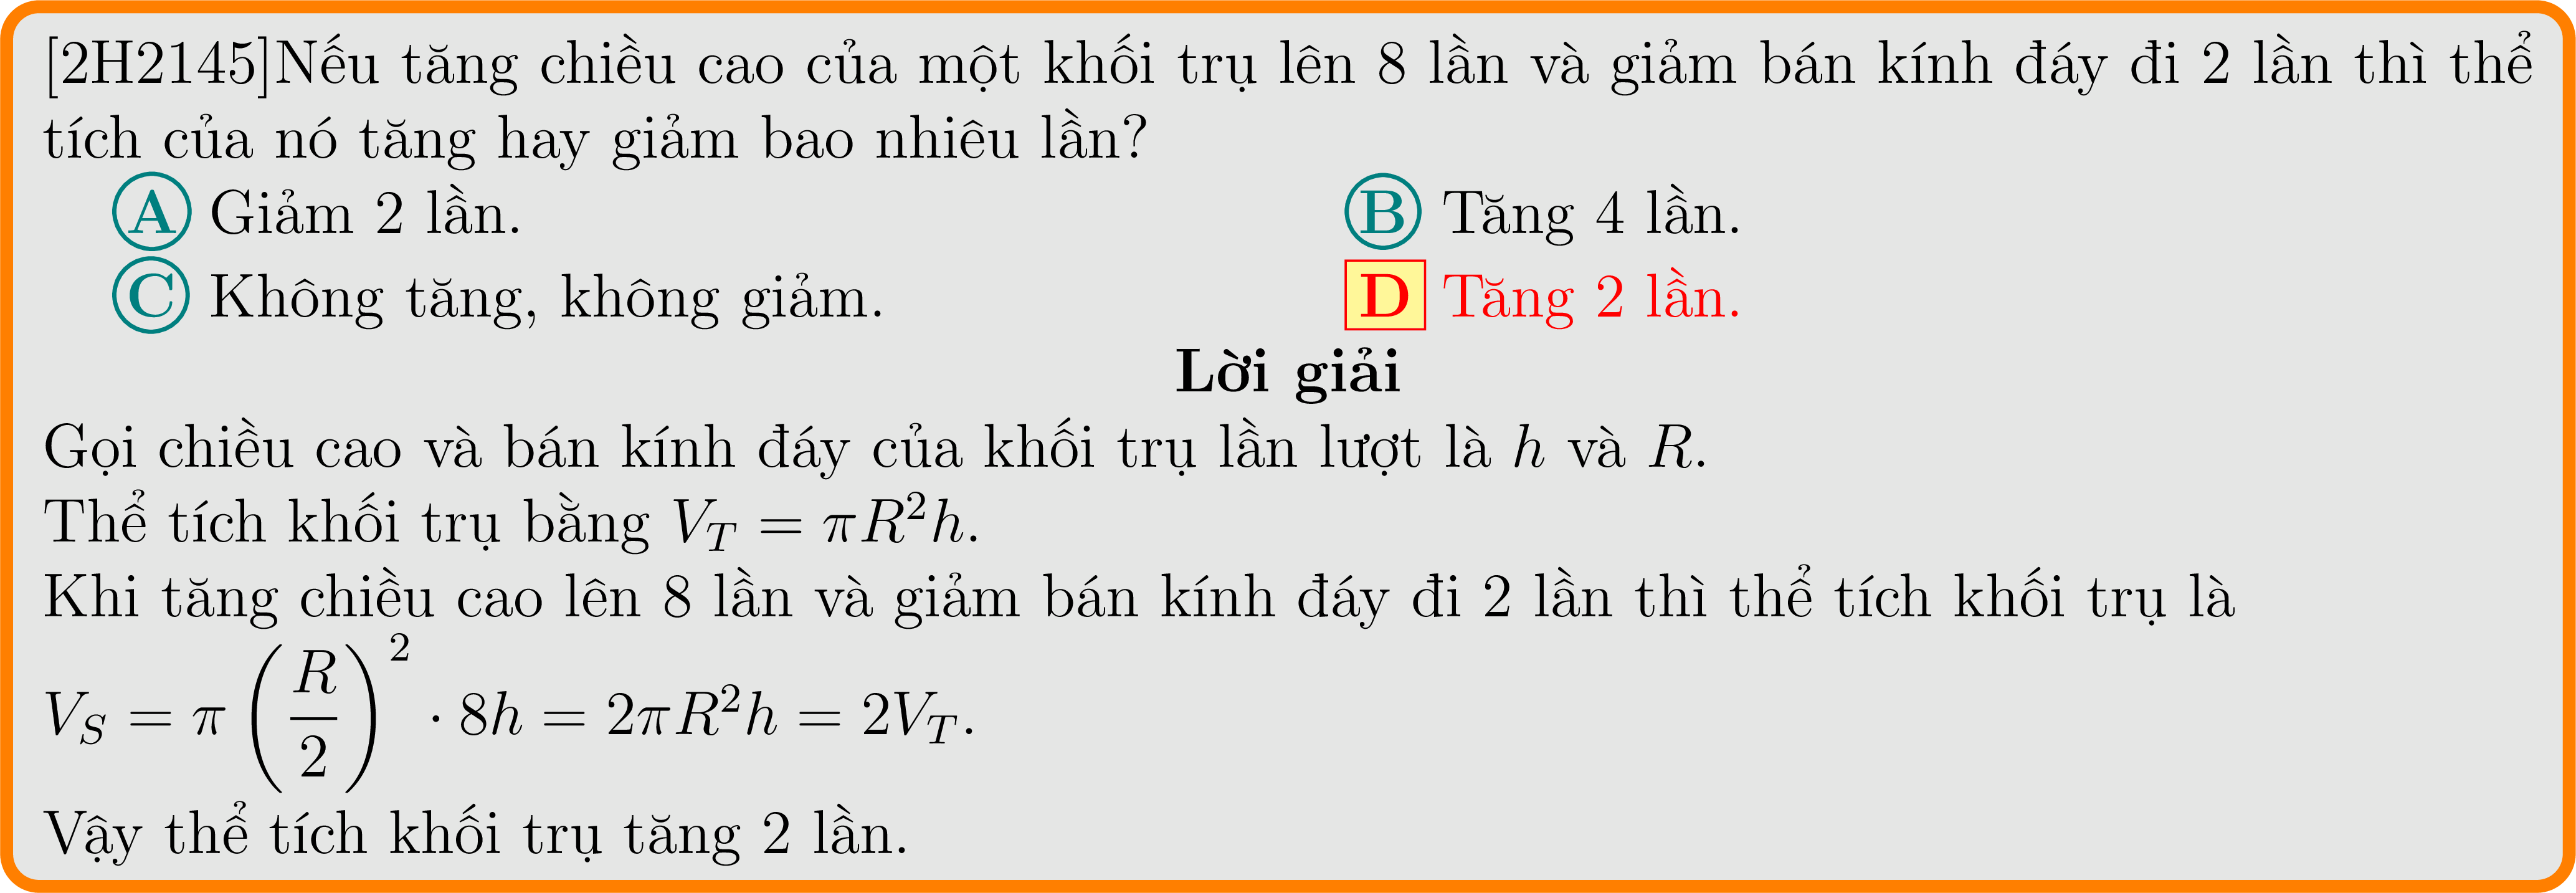 [2H2145]Nếu tăng chiều cao của một khối trụ lên 8 lần và giảm bán kính đáy đi 2 lần thì thể
tích của nó tăng hay giảm bao nhiêu lần?
A Giảm 2 lần. B Tăng 4 lần.
C Không tăng, không giảm. D Tăng 2 lần.
Lời giải
Gọi chiều cao và bán kính đáy của khối trụ lần lượt là $h$ và $R$.
Thể tích khối trụ bằng $V_T = \pi R^2 h$.
Khi tăng chiều cao lên 8 lần và giảm bán kính đáy đi 2 lần thì thể tích khối trụ là
$V_S = \pi \left(\frac{R}{2}\right)^2 \cdot 8h = 2\pi R^2 h = 2V_T$.
Vậy thể tích khối trụ tăng 2 lần.